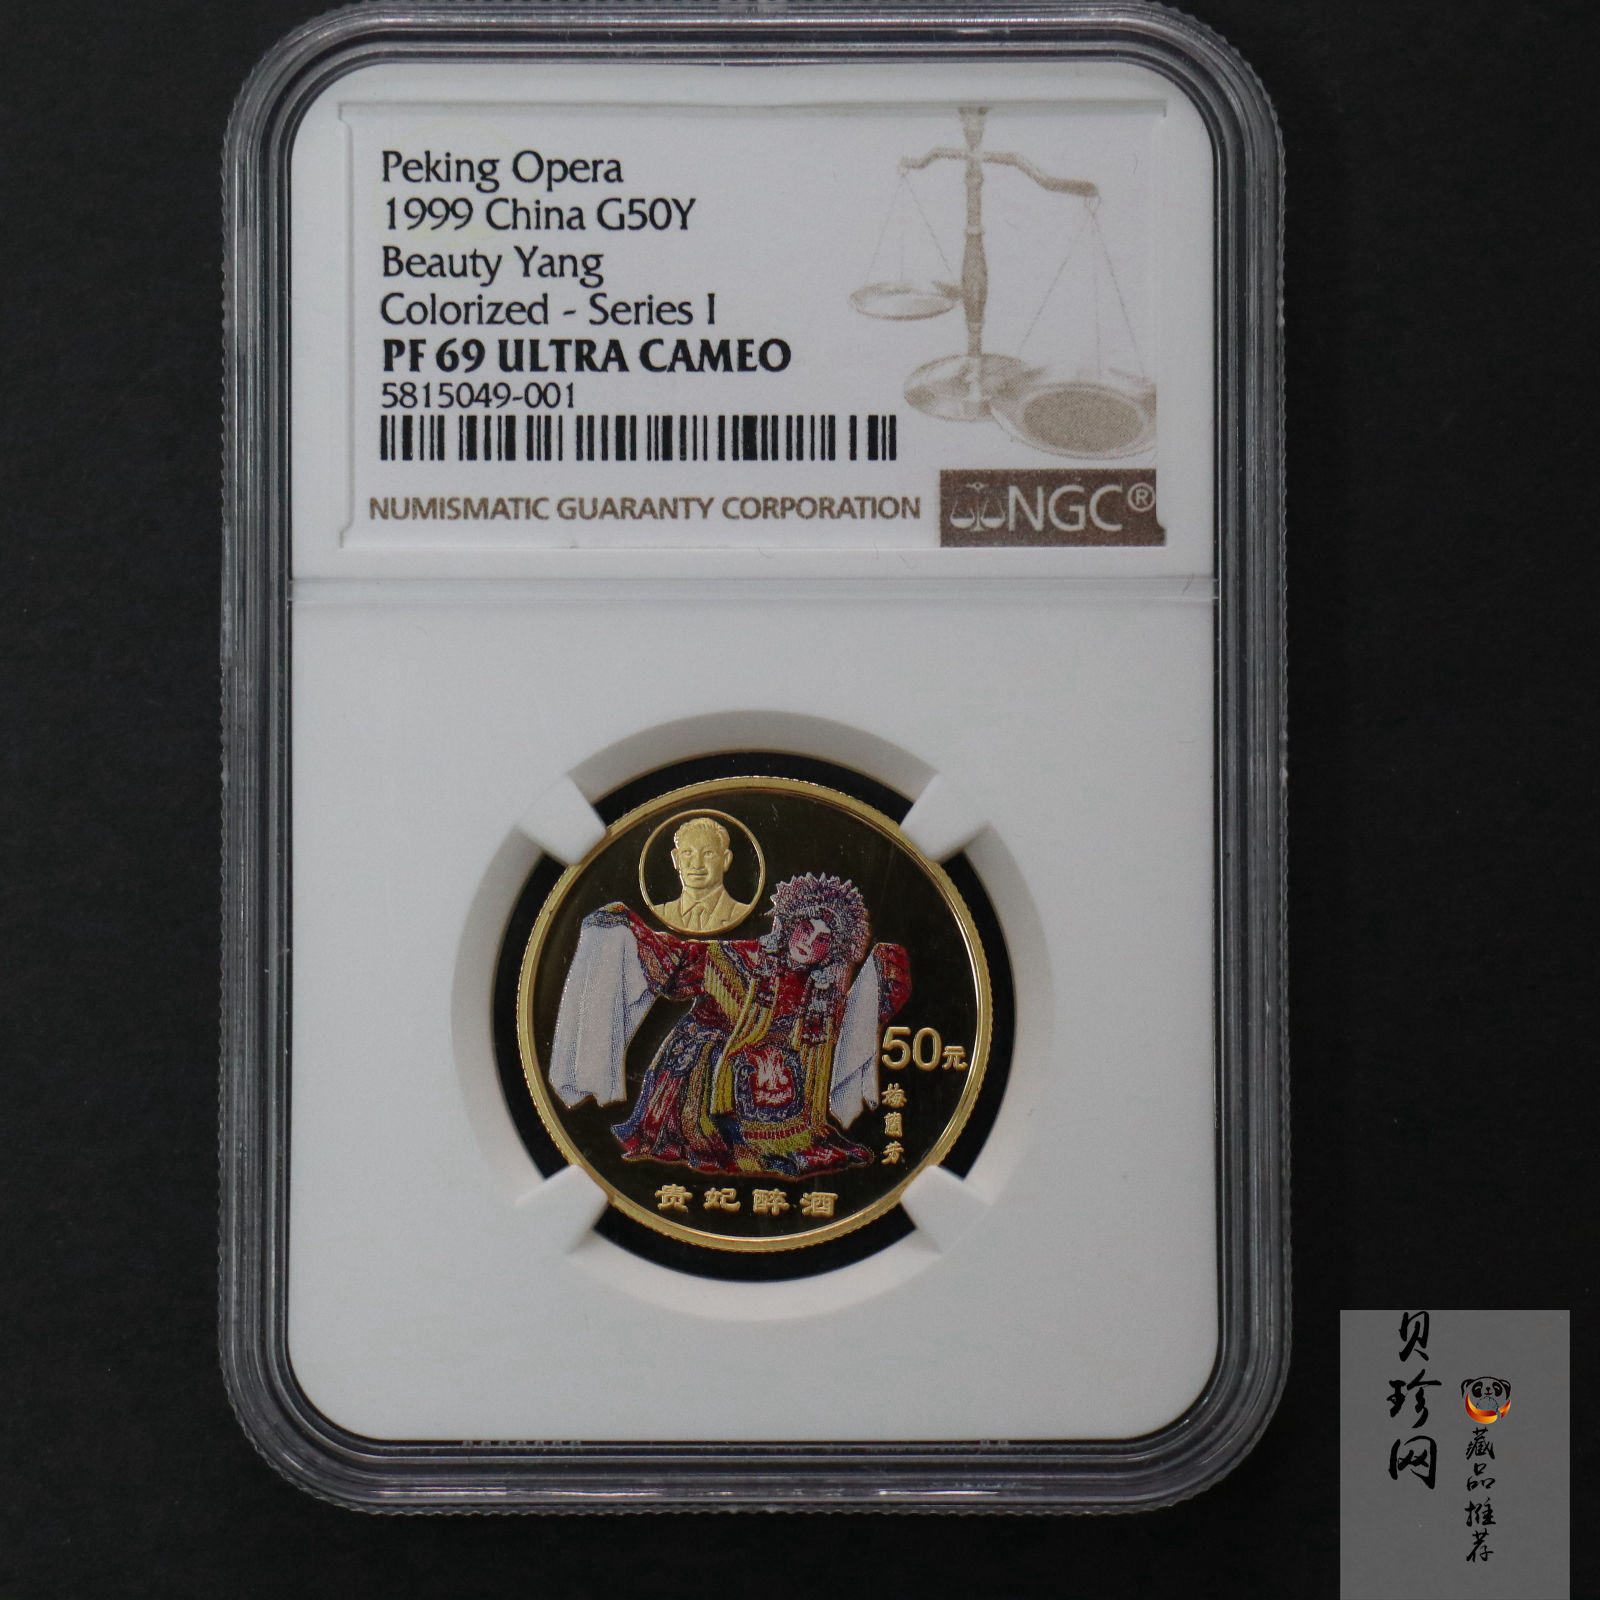 Peking Opera
1999 China G50Y
Beauty Yang
Colorized - Series I
PF 69 ULTRA CAMEO
5815049-001
NUMISMATIC GUARANTY CORPORATION
NGC®
50元
梅蘭芳
贵妃醉酒
贝珍网
藏品推荐